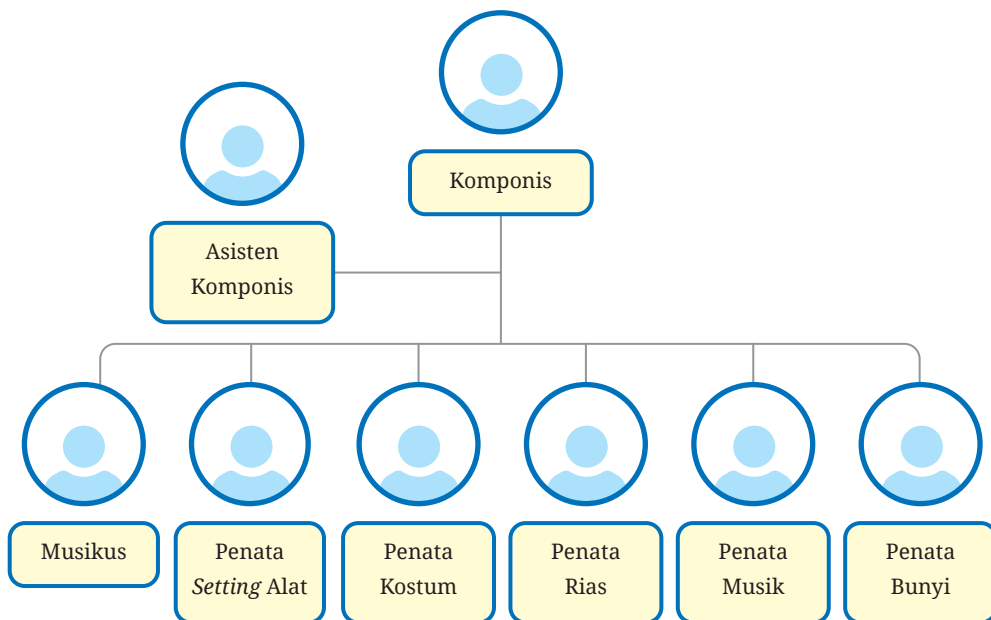 Komponis
Asisten
Komponis
Musikus
Penata
Setting Alat
Penata
Kostum
Penata
Rias
Penata
Musik
Penata
Bunyi